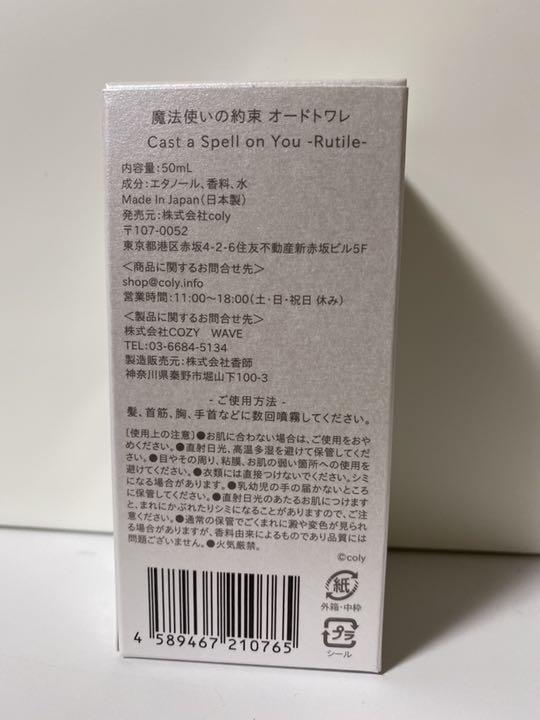 魔法使いの約束 オードトワレ
Cast a Spell on You -Rutile-
内容量:50mL
成分:エタノール、香料、水
Made In Japan(日本製)
発売元:株式会社coly
〒107-0052
東京都港区赤坂4-2-6住友不動産新赤坂ビル5F
<商品に関するお問合せ先>
shop@coly.info
営業時間:11:00〜18:00(土・日・祝日 休み)
<製品に関するお問合せ先>
株式会社COZY WAVE
TEL:03-6684-5134
製造販売元:株式会社香師
神奈川県秦野市堀山下100-3
- ご使用方法 -
髪、首筋、胸、手首などに数回噴霧してください。
[使用上の注意]●お肌に合わない場合は、ご使用をおや
めください。●直射日光、高温多湿を避けて保管してくだ
さい。●目やその周り、粘膜、お肌の弱い箇所への使用を
避けてください。●衣類には直接つけないでください。シミ
になる場合があります。●乳幼児の手の届かないところ
に保管してください。●直射日光のあたるお肌につけます
と、まれにかぶれたりシミになることがありますので、ご注
意ください。●通常の保管でごくまれに澱や変色が見られ
る場合がありますが、香料由来によるものであり品質には
問題ございません。●火気厳禁。
©coly
紙
外箱・中枠
プラ
シール
4 589467 210765